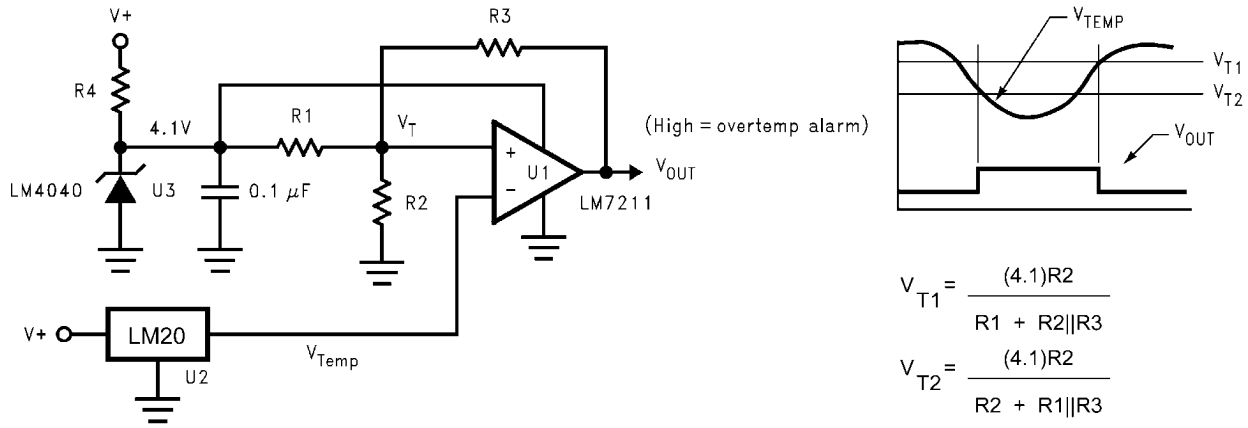 V+
R3
R4
4.1V
R1
V_T
(High = overtemp alarm)
LM4040
U3
0.1 μF
R2
+
−
U1
V_OUT
LM7211
V+
LM20
U2
V_Temp
V_TEMP
V_T1
V_T2
V_OUT
V_T1 = (4.1)R2
R1 + R2||R3
V_T2 = (4.1)R2
R2 + R1||R3